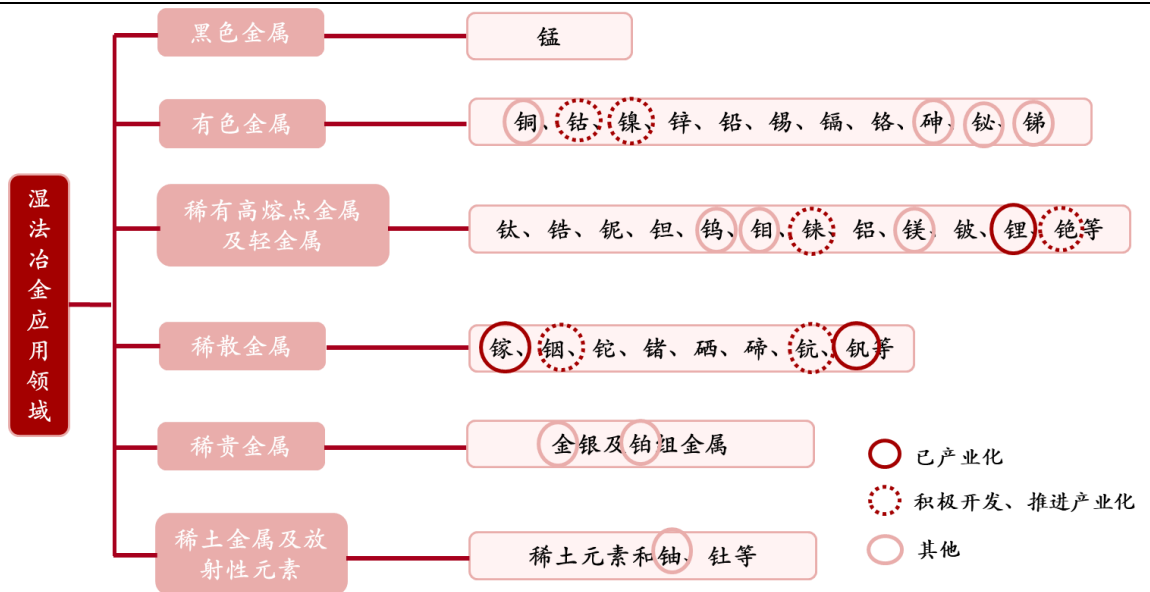 湿法冶金应用领域
黑色金属
锰
有色金属
铜、钴、镍、锌、铅、锡、镉、铬、砷、铋、锑
稀有高熔点金属
及轻金属
钛、锆、铌、钽、钨、钼、铼、铝、镁、铍、锂、铯等
稀散金属
镓、铟、铊、锗、硒、碲、钪、钒等
稀贵金属
金银及铂组金属
稀土金属及放
射性元素
稀土元素和铀、钍等
已产业化
积极开发、推进产业化
其他